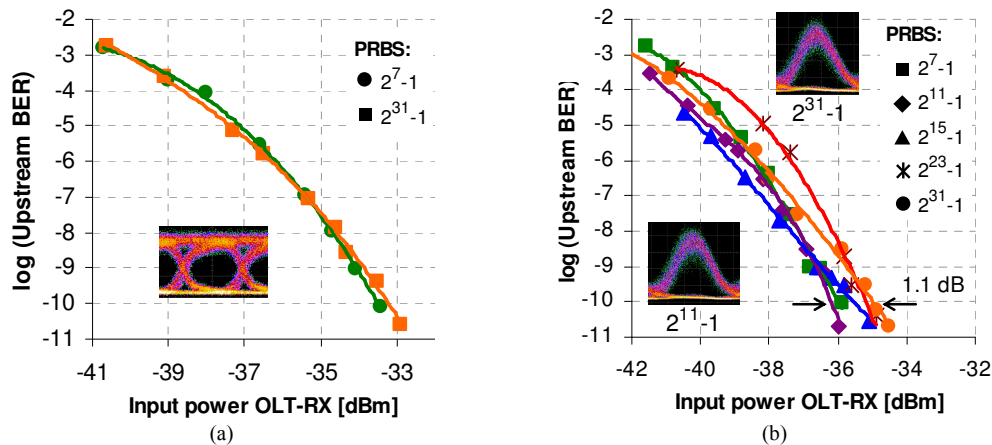 -2
-3
-4
-5
-6
-7
-8
-9
-10
-11
log (Upstream BER)
PRBS:
2^7-1
2^31-1
-41 -39 -37 -35 -33
Input power OLT-RX [dBm]
(a)
-2
-3
-4
-5
-6
-7
-8
-9
-10
-11
log (Upstream BER)
2^31-1
PRBS:
2^7-1
2^11-1
2^15-1
2^23-1
2^31-1
2^11-1
1.1 dB
-42 -40 -38 -36 -34 -32
Input power OLT-RX [dBm]
(b)